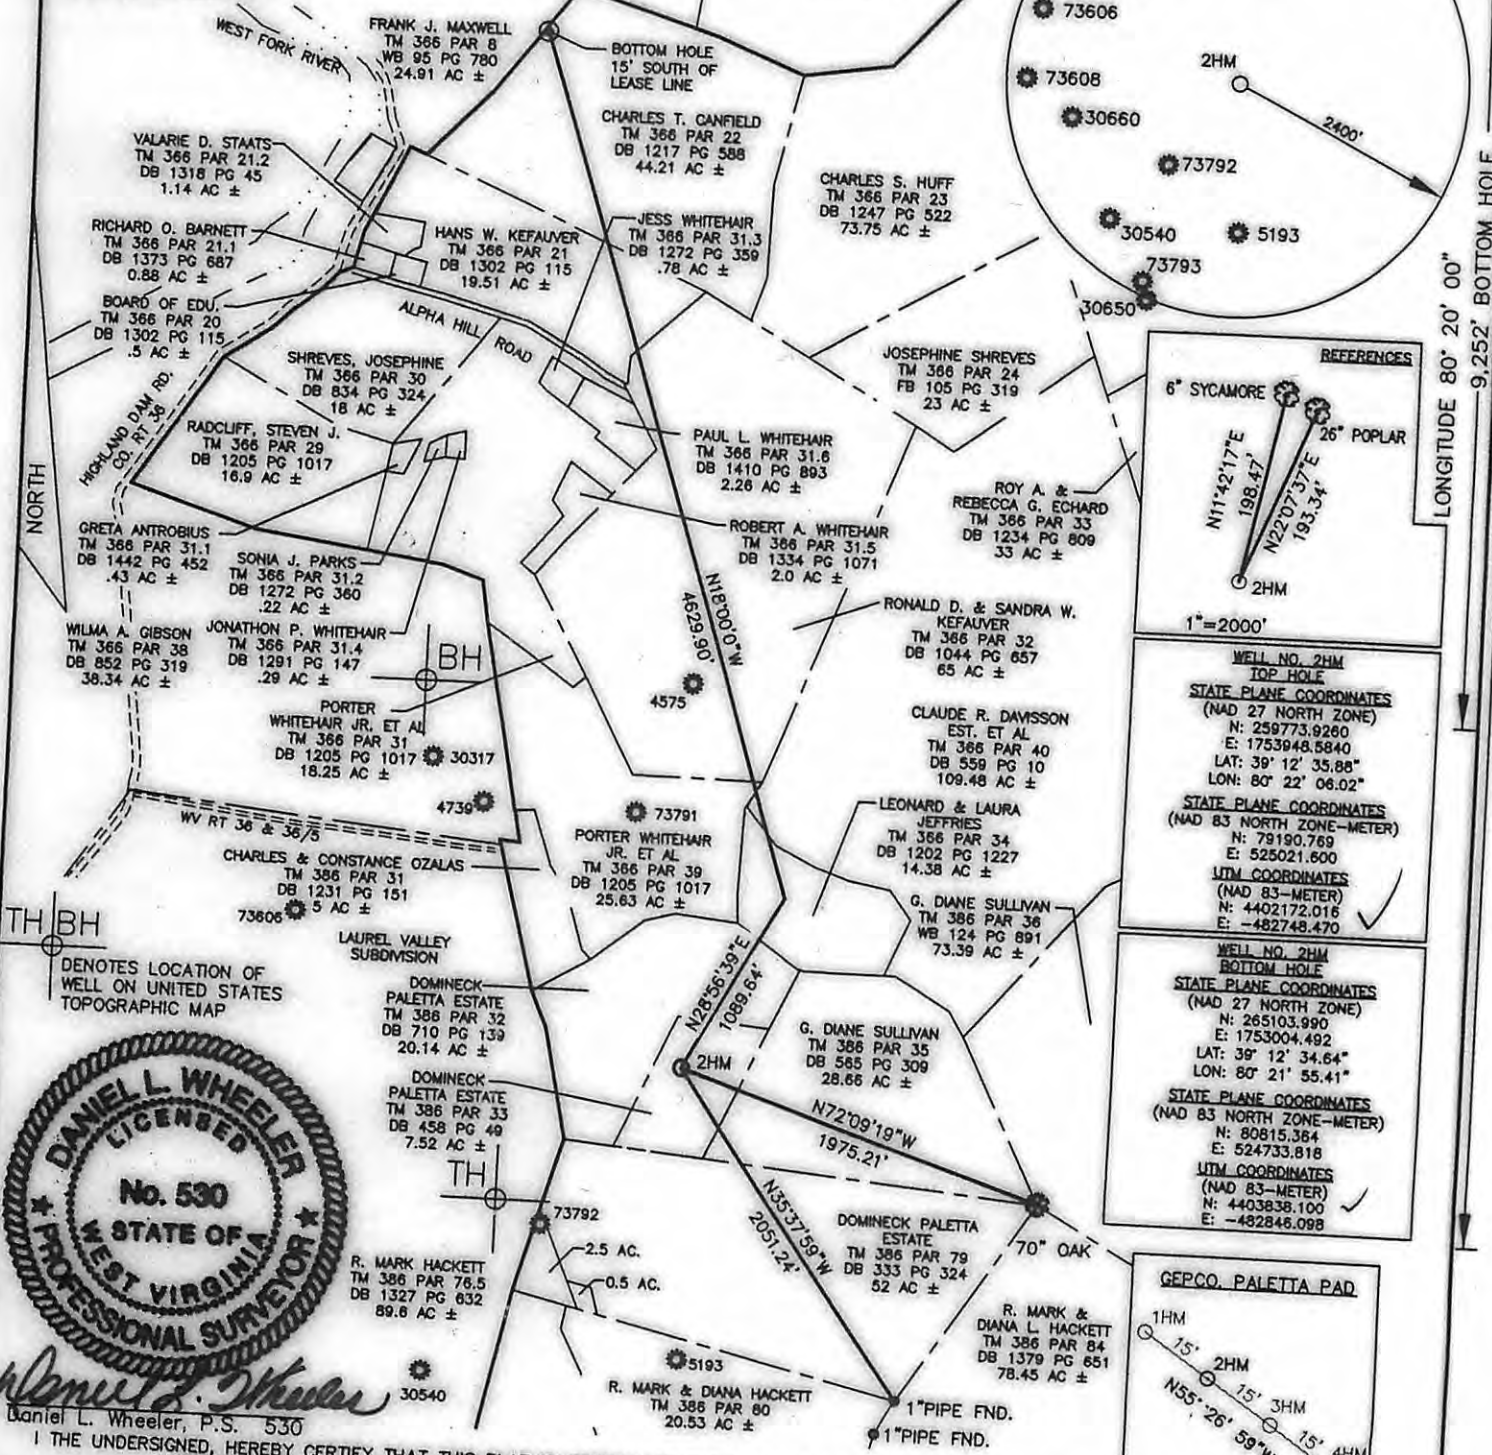 WEST FORK RIVER
FRANK J. MAXWELL
TM 366 PAR 8
WB 95 PG 780
24.91 AC ±
BOTTOM HOLE
15' SOUTH OF
LEASE LINE
CHARLES T. CANFIELD
TM 366 PAR 22
DB 1217 PG 588
44.21 AC ±
VALARIE D. STAATS
TM 366 PAR 21.2
DB 1318 PG 45
1.14 AC ±
CHARLES S. HUFF
TM 366 PAR 23
DB 1247 PG 522
73.75 AC ±
RICHARD O. BARNETT
TM 366 PAR 21.1
DB 1373 PG 687
0.88 AC ±
HANS W. KEFAUVER
TM 366 PAR 21
DB 1302 PG 115
19.51 AC ±
JESS WHITEHAIR
TM 366 PAR 31.3
DB 1272 PG 359
.78 AC ±
BOARD OF EDU.
TM 366 PAR 20
DB 1302 PG 115
.5 AC ±
ALPHA HILL ROAD
SHREVES, JOSEPHINE
TM 366 PAR 30
DB 834 PG 324
18 AC ±
JOSEPHINE SHREVES
TM 366 PAR 24
FB 105 PG 319
23 AC ±
HIGHLAND DAM RD.
CO. RT 36
RADCLIFF, STEVEN J.
TM 366 PAR 29
DB 1205 PG 1017
16.9 AC ±
PAUL L. WHITEHAIR
TM 366 PAR 31.6
DB 1410 PG 893
2.26 AC ±
NORTH
ROY A. &
REBECCA G. ECHARD
TM 366 PAR 33
DB 1234 PG 809
33 AC ±
GRETA ANTROBIUS
TM 366 PAR 31.1
DB 1442 PG 452
.43 AC ±
ROBERT A. WHITEHAIR
TM 366 PAR 31.5
DB 1334 PG 1071
2.0 AC ±
SONIA J. PARKS
TM 366 PAR 31.2
DB 1272 PG 360
.22 AC ±
N18°00'0"W
4629.90'
RONALD D. & SANDRA W.
KEFAUVER
TM 366 PAR 32
DB 1044 PG 657
65 AC ±
WILMA A. GIBSON
TM 366 PAR 38
DB 852 PG 319
38.34 AC ±
JONATHON P. WHITEHAIR
TM 366 PAR 31.4
DB 1291 PG 147
.29 AC ±
BH
4575
PORTER
WHITEHAIR JR. ET AL
TM 366 PAR 31
DB 1205 PG 1017
18.25 AC ±
30317
CLAUDE R. DAVISSON
EST. ET AL
TM 366 PAR 40
DB 559 PG 10
109.48 AC ±
4739
73791
WV RT 36 & 36/5
PORTER WHITEHAIR
JR. ET AL
TM 366 PAR 39
DB 1205 PG 1017
25.63 AC ±
LEONARD & LAURA
JEFFRIES
TM 366 PAR 34
DB 1202 PG 1227
14.38 AC ±
CHARLES & CONSTANCE OZALAS
TM 386 PAR 31
DB 1231 PG 151
5 AC ±
73606
G. DIANE SULLIVAN
TM 386 PAR 36
WB 124 PG 891
73.39 AC ±
TH BH
DENOTES LOCATION OF
WELL ON UNITED STATES
TOPOGRAPHIC MAP
LAUREL VALLEY
SUBDIVISION
DOMINECK
PALETTA ESTATE
TM 386 PAR 32
DB 710 PG 139
20.14 AC ±
N28°56'39"E
1089.64'
G. DIANE SULLIVAN
TM 386 PAR 35
DB 565 PG 309
28.66 AC ±
2HM
DOMINECK
PALETTA ESTATE
TM 386 PAR 33
DB 458 PG 49
7.52 AC ±
N72°09'19"W
1975.21'
TH
N35°37'59"W
2051.24'
DOMINECK PALETTA
ESTATE
TM 386 PAR 79
DB 333 PG 324
52 AC ±
70" OAK
73792
2.5 AC.
0.5 AC.
R. MARK HACKETT
TM 386 PAR 76.5
DB 1327 PG 632
89.6 AC ±
R. MARK &
DIANA L. HACKETT
TM 386 PAR 84
DB 1379 PG 651
78.45 AC ±
30540
5193
R. MARK & DIANA HACKETT
TM 386 PAR 80
20.53 AC ±
1"PIPE FND.
1"PIPE FND.
DANIEL L. WHEELER
LICENSED
No. 530
STATE OF
WEST VIRGINIA
PROFESSIONAL SURVEYOR
Daniel L. Wheeler
Daniel L. Wheeler, P.S. 530
73606
73608
30660
73792
30540
5193
73793
30650
2HM
2400'
LONGITUDE 80° 20' 00"
9,252' BOTTOM HOLE
REFERENCES
6" SYCAMORE
26" POPLAR
N11°42'17"E
198.47'
N22°07'37"E
193.34'
2HM
1"=2000'
WELL NO. 2HM
TOP HOLE
STATE PLANE COORDINATES
(NAD 27 NORTH ZONE)
N: 259773.9260
E: 1753948.5840
LAT: 39° 12' 35.88"
LON: 80° 22' 06.02"
STATE PLANE COORDINATES
(NAD 83 NORTH ZONE-METER)
N: 79190.769
E: 525021.600
UTM COORDINATES
(NAD 83-METER)
N: 4402172.016
E: -482748.470
WELL NO. 2HM
BOTTOM HOLE
STATE PLANE COORDINATES
(NAD 27 NORTH ZONE)
N: 265103.990
E: 1753004.492
LAT: 39° 12' 34.64"
LON: 80° 21' 55.41"
STATE PLANE COORDINATES
(NAD 83 NORTH ZONE-METER)
N: 80815.364
E: 524733.818
UTM COORDINATES
(NAD 83-METER)
N: 4403838.100
E: -482846.098
GEPCO, PALETTA PAD
1HM
15'
2HM
15'
3HM
15'
4HM
N55° 26' 59"W